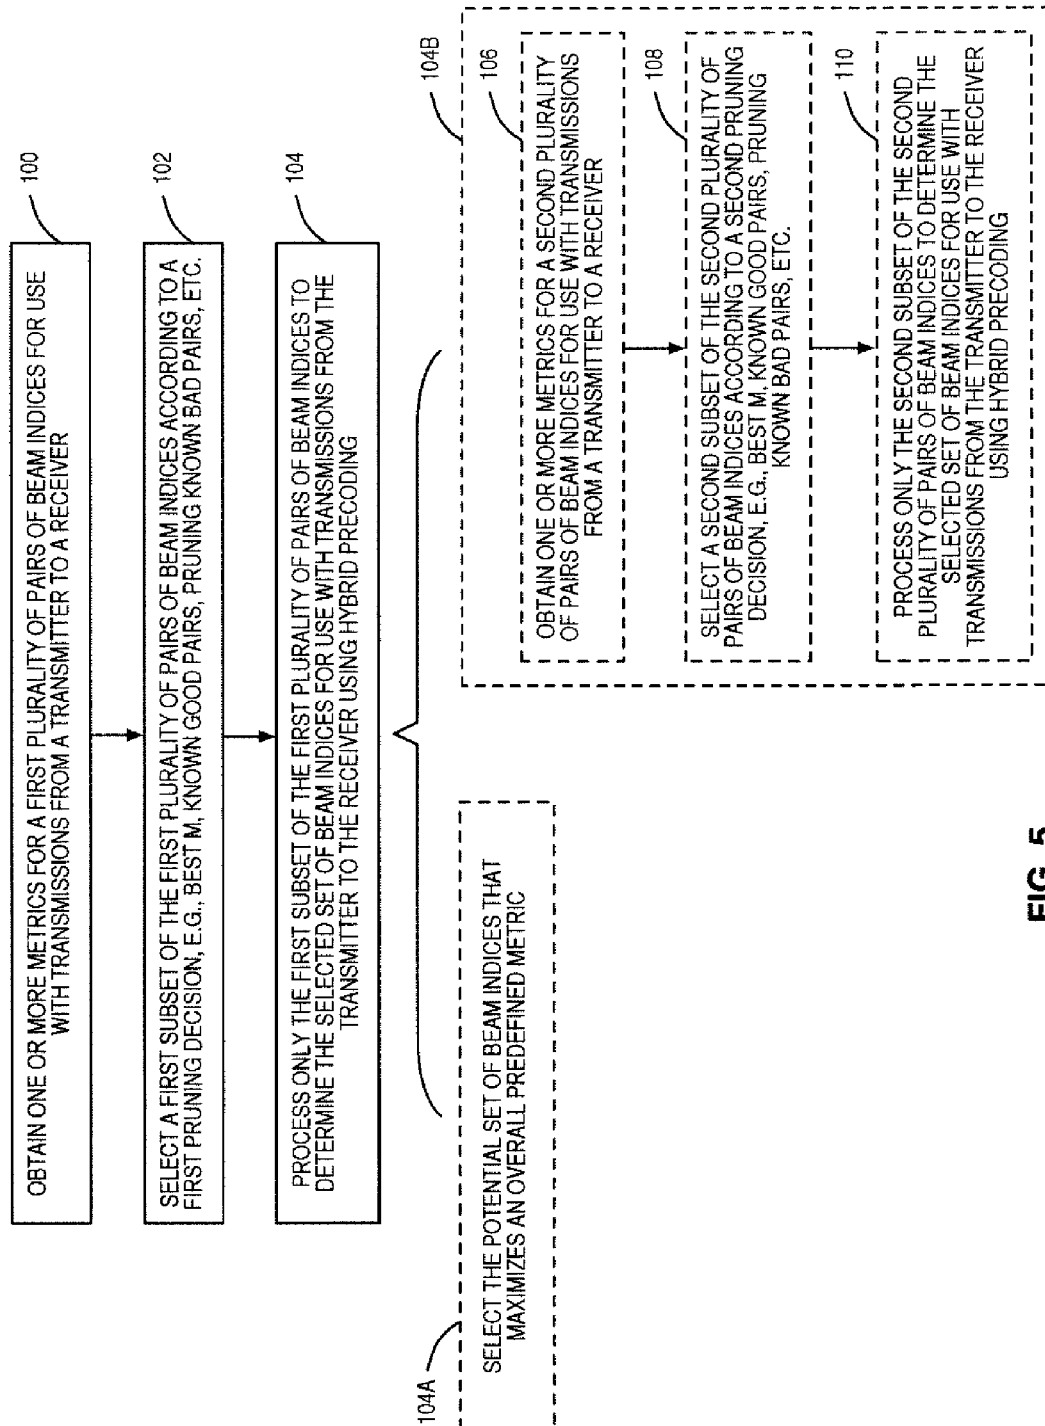 100
OBTAIN ONE OR MORE METRICS FOR A FIRST PLURALITY OF PAIRS OF BEAM INDICES FOR USE
WITH TRANSMISSIONS FROM A TRANSMITTER TO A RECEIVER
102
SELECT A FIRST SUBSET OF THE FIRST PLURALITY OF PAIRS OF BEAM INDICES ACCORDING TO A
FIRST PRUNING DECISION, E.G., BEST M, KNOWN GOOD PAIRS, PRUNING KNOWN BAD PAIRS, ETC.
104
PROCESS ONLY THE FIRST SUBSET OF THE FIRST PLURALITY OF PAIRS OF BEAM INDICES TO
DETERMINE THE SELECTED SET OF BEAM INDICES FOR USE WITH TRANSMISSIONS FROM THE
TRANSMITTER TO THE RECEIVER USING HYBRID PRECODING
104A
SELECT THE POTENTIAL SET OF BEAM INDICES THAT
MAXIMIZES AN OVERALL PREDEFINED METRIC
104B
106
OBTAIN ONE OR MORE METRICS FOR A SECOND PLURALITY
OF PAIRS OF BEAM INDICES FOR USE WITH TRANSMISSIONS
FROM A TRANSMITTER TO A RECEIVER
108
SELECT A SECOND SUBSET OF THE SECOND PLURALITY OF
PAIRS OF BEAM INDICES ACCORDING TO A SECOND PRUNING
DECISION, E.G., BEST M, KNOWN GOOD PAIRS, PRUNING
KNOWN BAD PAIRS, ETC.
110
PROCESS ONLY THE SECOND SUBSET OF THE SECOND
PLURALITY OF PAIRS OF BEAM INDICES TO DETERMINE THE
SELECTED SET OF BEAM INDICES FOR USE WITH
TRANSMISSIONS FROM THE TRANSMITTER TO THE RECEIVER
USING HYBRID PRECODING
FIG. 5